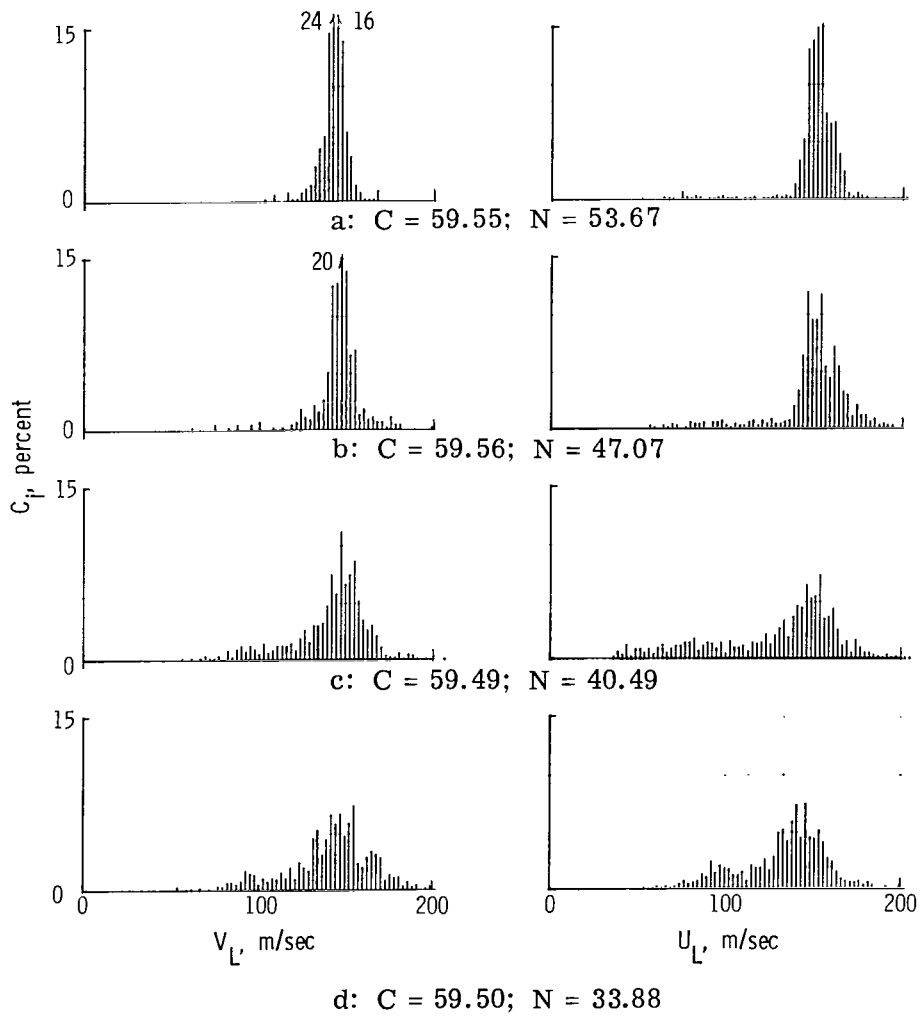 24 16
15
0
a: C = 59.55; N = 53.67
20
15
0
b: C = 59.56; N = 47.07
C_i, percent
15
0
c: C = 59.49; N = 40.49
15
0
0 100 200
0 100 200
V_L, m/sec
U_L, m/sec
d: C = 59.50; N = 33.88